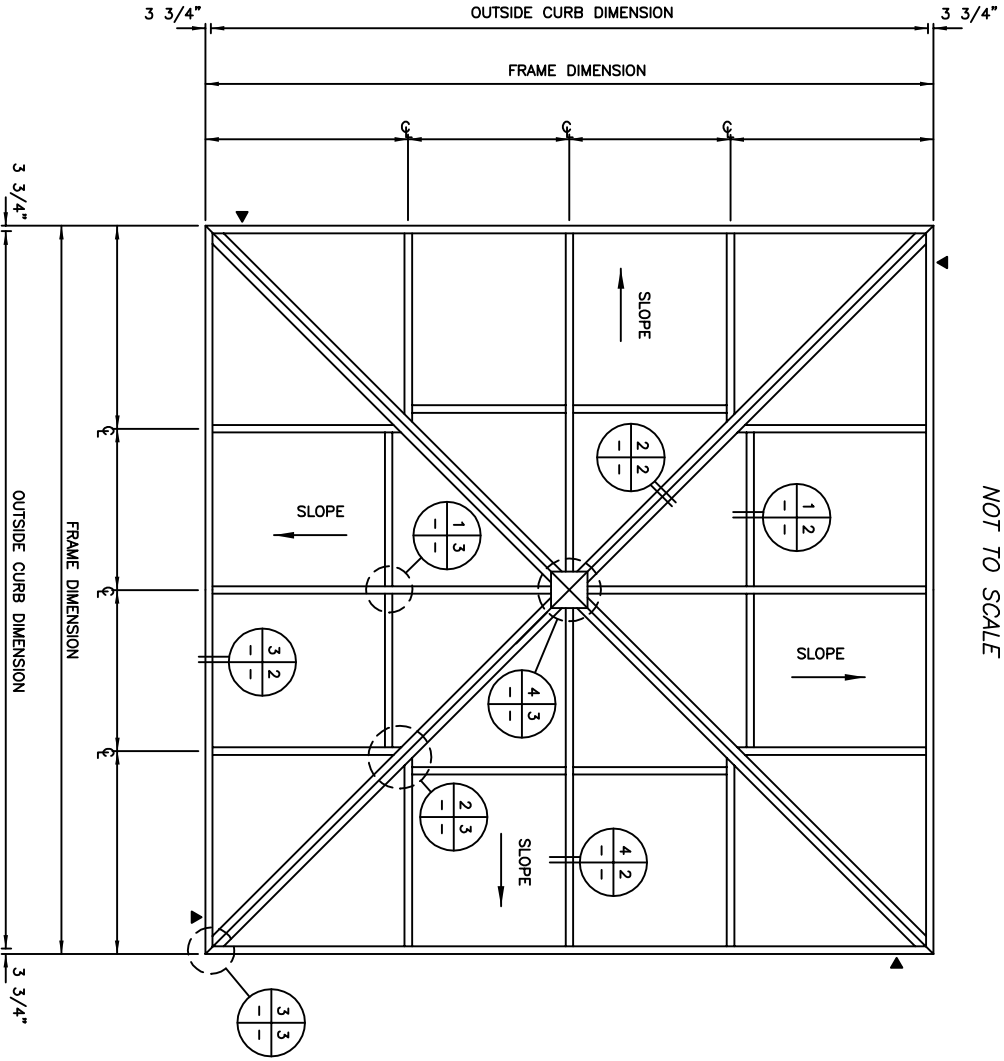 3 3/4"
OUTSIDE CURB DIMENSION
3 3/4"
FRAME DIMENSION
℄
℄
℄
3 3/4"
NOT TO SCALE
SLOPE
℄
2 2
- -
1 2
- -
SLOPE
1 3
- -
OUTSIDE CURB DIMENSION
FRAME DIMENSION
℄
3 2
- -
SLOPE
4 3
- -
℄
2 3
- -
SLOPE
4 2
- -
3 3/4"
3 3
- -